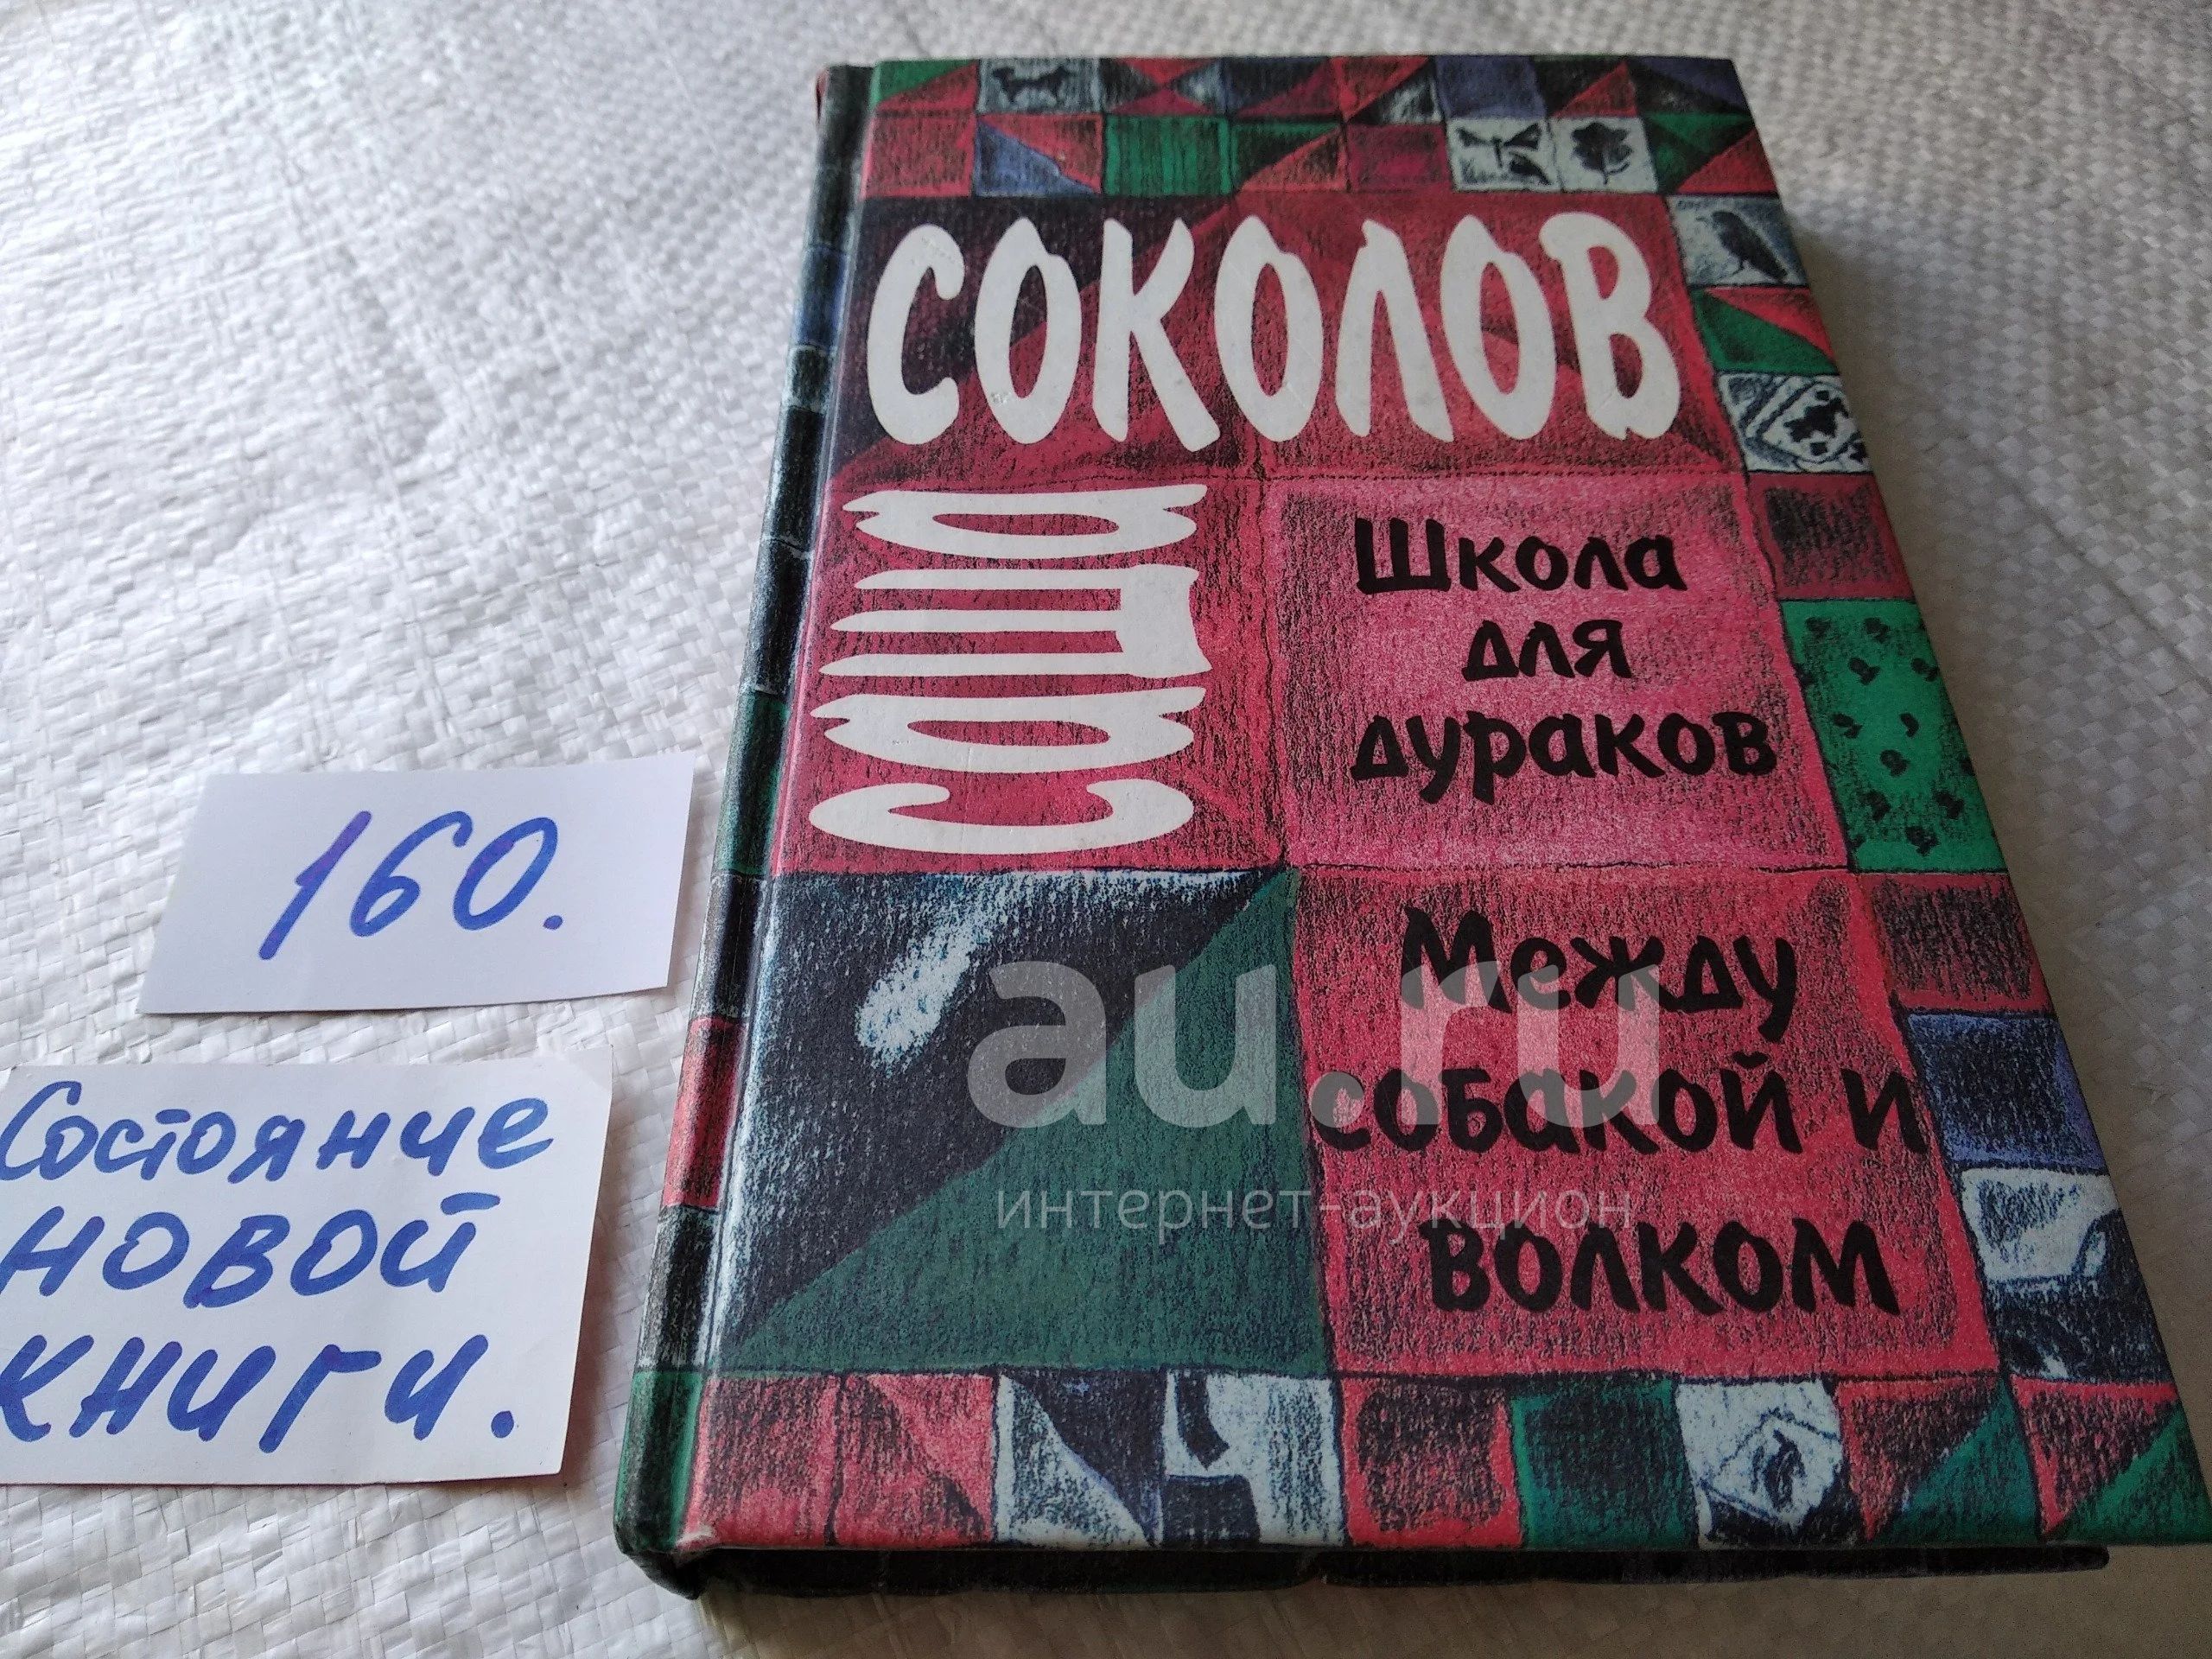 СОКОЛОВ
Саша
Школа
для
дураков
Между
собакой и
волком
160.
Состояние
новой
книги.
au.ru
интернет-аукцион